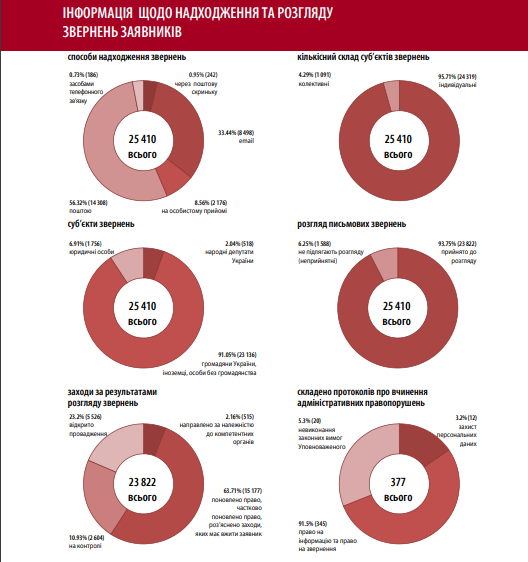 ІНФОРМАЦІЯ ЩОДО НАДХОДЖЕННЯ ТА РОЗГЛЯДУ
ЗВЕРНЕНЬ ЗАЯВНИКІВ
способи надходження звернень
0.73% (186)
засобами
телефонного
зв'язку
0.95% (242)
через поштову
скриньку
33.44% (8 498)
email
25 410
всього
56.32% (14 308)
поштою
8.56% (2 176)
на особистому прийомі
кількісний склад суб'єктів звернень
4.29% (1 091)
колективні
95.71% (24 319)
індивідуальні
25 410
всього
суб'єкти звернень
6.91% (1 756)
юридичні особи
2.04% (518)
народні депутати
України
25 410
всього
91.05% (23 136)
громадяни України,
іноземці, особи без громадянства
розгляд письмових звернень
6.25% (1 588)
не підлягають розгляду
(неприйнятні)
93.75% (23 822)
прийнято до
розгляду
25 410
всього
заходи за результатами
розгляду звернень
23.2% (5 526)
відкрито
провадження
2.16% (515)
направлено за належністю
до компетентних
органів
23 822
всього
63.71% (15 177)
поновлено право,
частково
поновлено право,
роз'яснено заходи,
яких має вжити заявник
10.93% (2 604)
на контролі
складено протоколів про вчинення
адміністративних правопорушень
5.3% (20)
невиконання
законних вимог
Уповноваженого
3.2% (12)
захист
персональних
даних
377
всього
91.5% (345)
право на
інформацію та право
на звернення